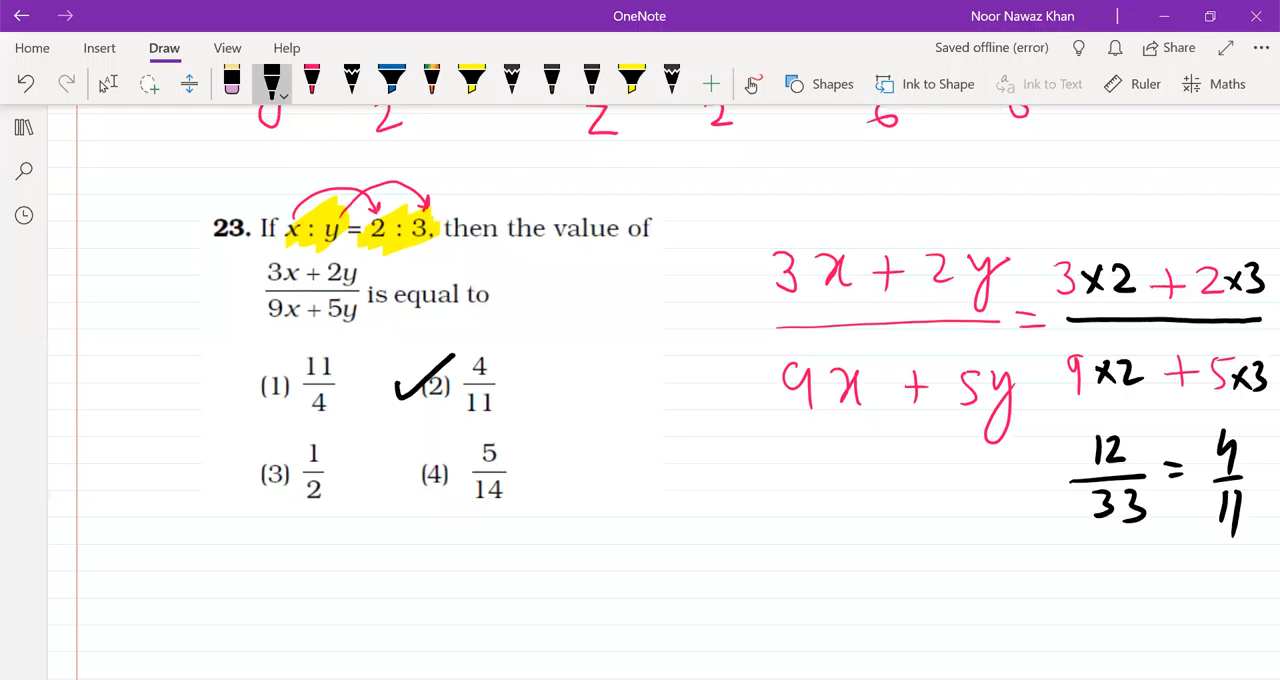 OneNote
Noor Nawaz Khan
Home Insert Draw View Help
Saved offline (error) Share
Ink to Shape Ink to Text Ruler Maths
Shapes
23. If x : y = 2 : 3, then the value of
3x + 2y
9x + 5y
is equal to
(1) 11/4 (2) 4/11
(3) 1/2 (4) 5/14
3x + 2y = 3×2 + 2×3
9x + 5y 9×2 + 5×3
12/33 = 4/11